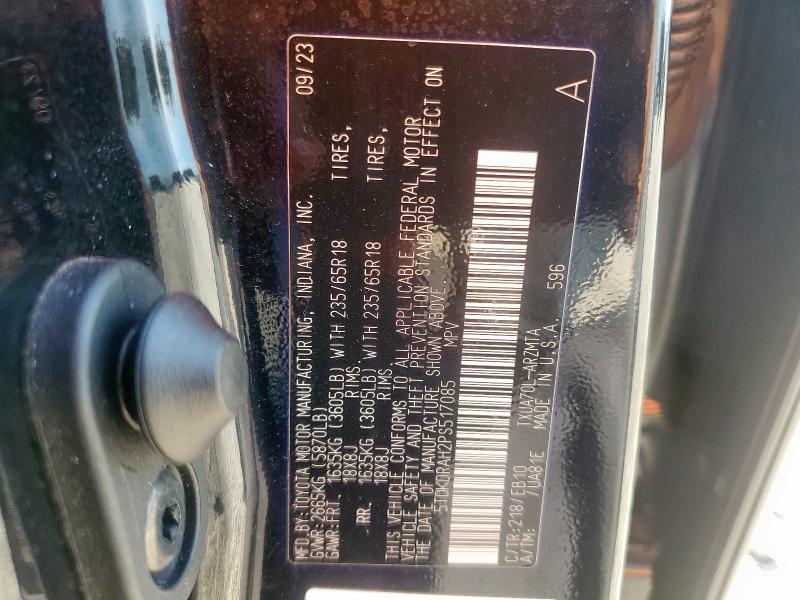 MFD.BY:TOYOTA MOTOR MANUFACTURING, INDIANA, INC. 09/23
GVWR:2665KG (5870LB)
GAWR:FRT. 1635KG (3605LB) WITH 235/65R18 TIRES,
18X8J RIMS,
RR. 1635KG (3605LB) WITH 235/65R18 TIRES,
18X8J RIMS
THIS VEHICLE CONFORMS TO ALL APPLICABLE FEDERAL MOTOR
VEHICLE SAFETY AND THEFT PREVENTION STANDARDS IN EFFECT ON
THE DATE OF MANUFACTURE SHOWN ABOVE.
5TDKDRAH2PS517085 MPV
C/TR:218/EB10 TXUA70L-ARZMTA
A/TM: /UA81E MADE IN U.S.A. 596 A